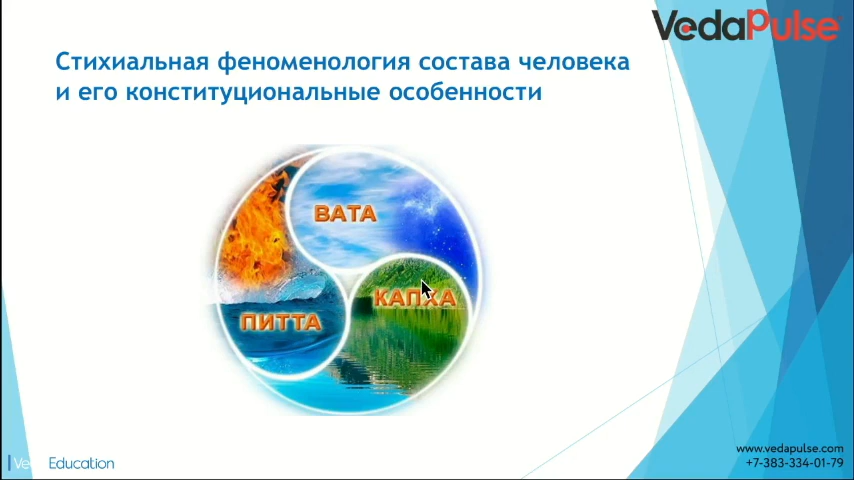 VedaPulse
Стихиальная феноменология состава человека
и его конституциональные особенности
ВАТА
КАПХА
ПИТТА
www.vedapulse.com
+7-383-334-01-79
Veda Education